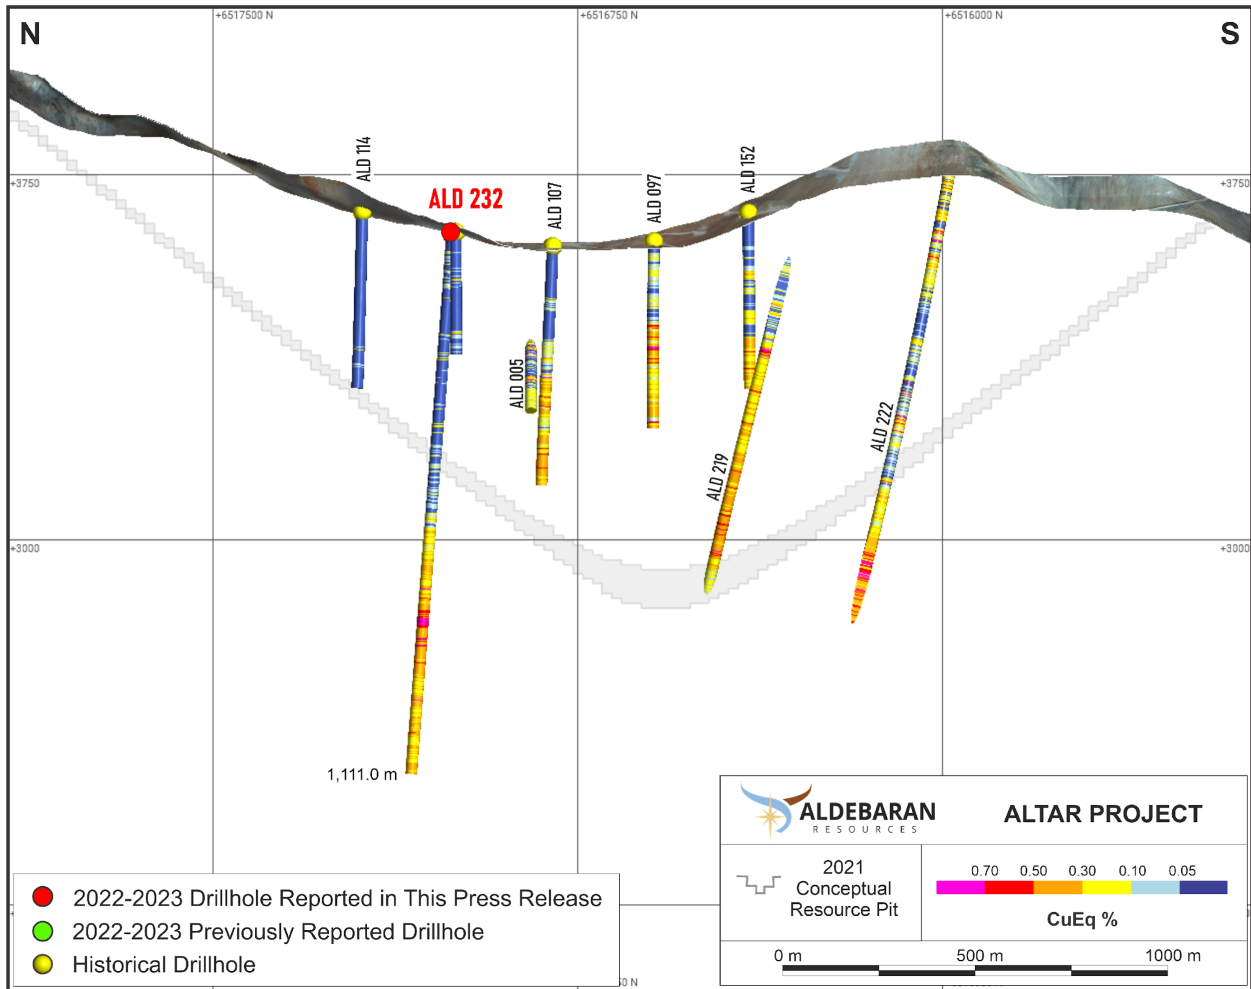 +6517500 N
+6516750 N
+6516000 N
N
S
ALD 114
ALD 152
+3750
+3750
ALD 232
ALD 107
ALD 097
ALD 005
ALD 222
ALD 219
+3000
+3000
1,111.0 m
ALDEBARAN
RESOURCES
ALTAR PROJECT
2021
Conceptual
Resource Pit
0.70 0.50 0.30 0.10 0.05
CuEq %
0 m 500 m 1000 m
2022-2023 Drillhole Reported in This Press Release
2022-2023 Previously Reported Drillhole
Historical Drillhole